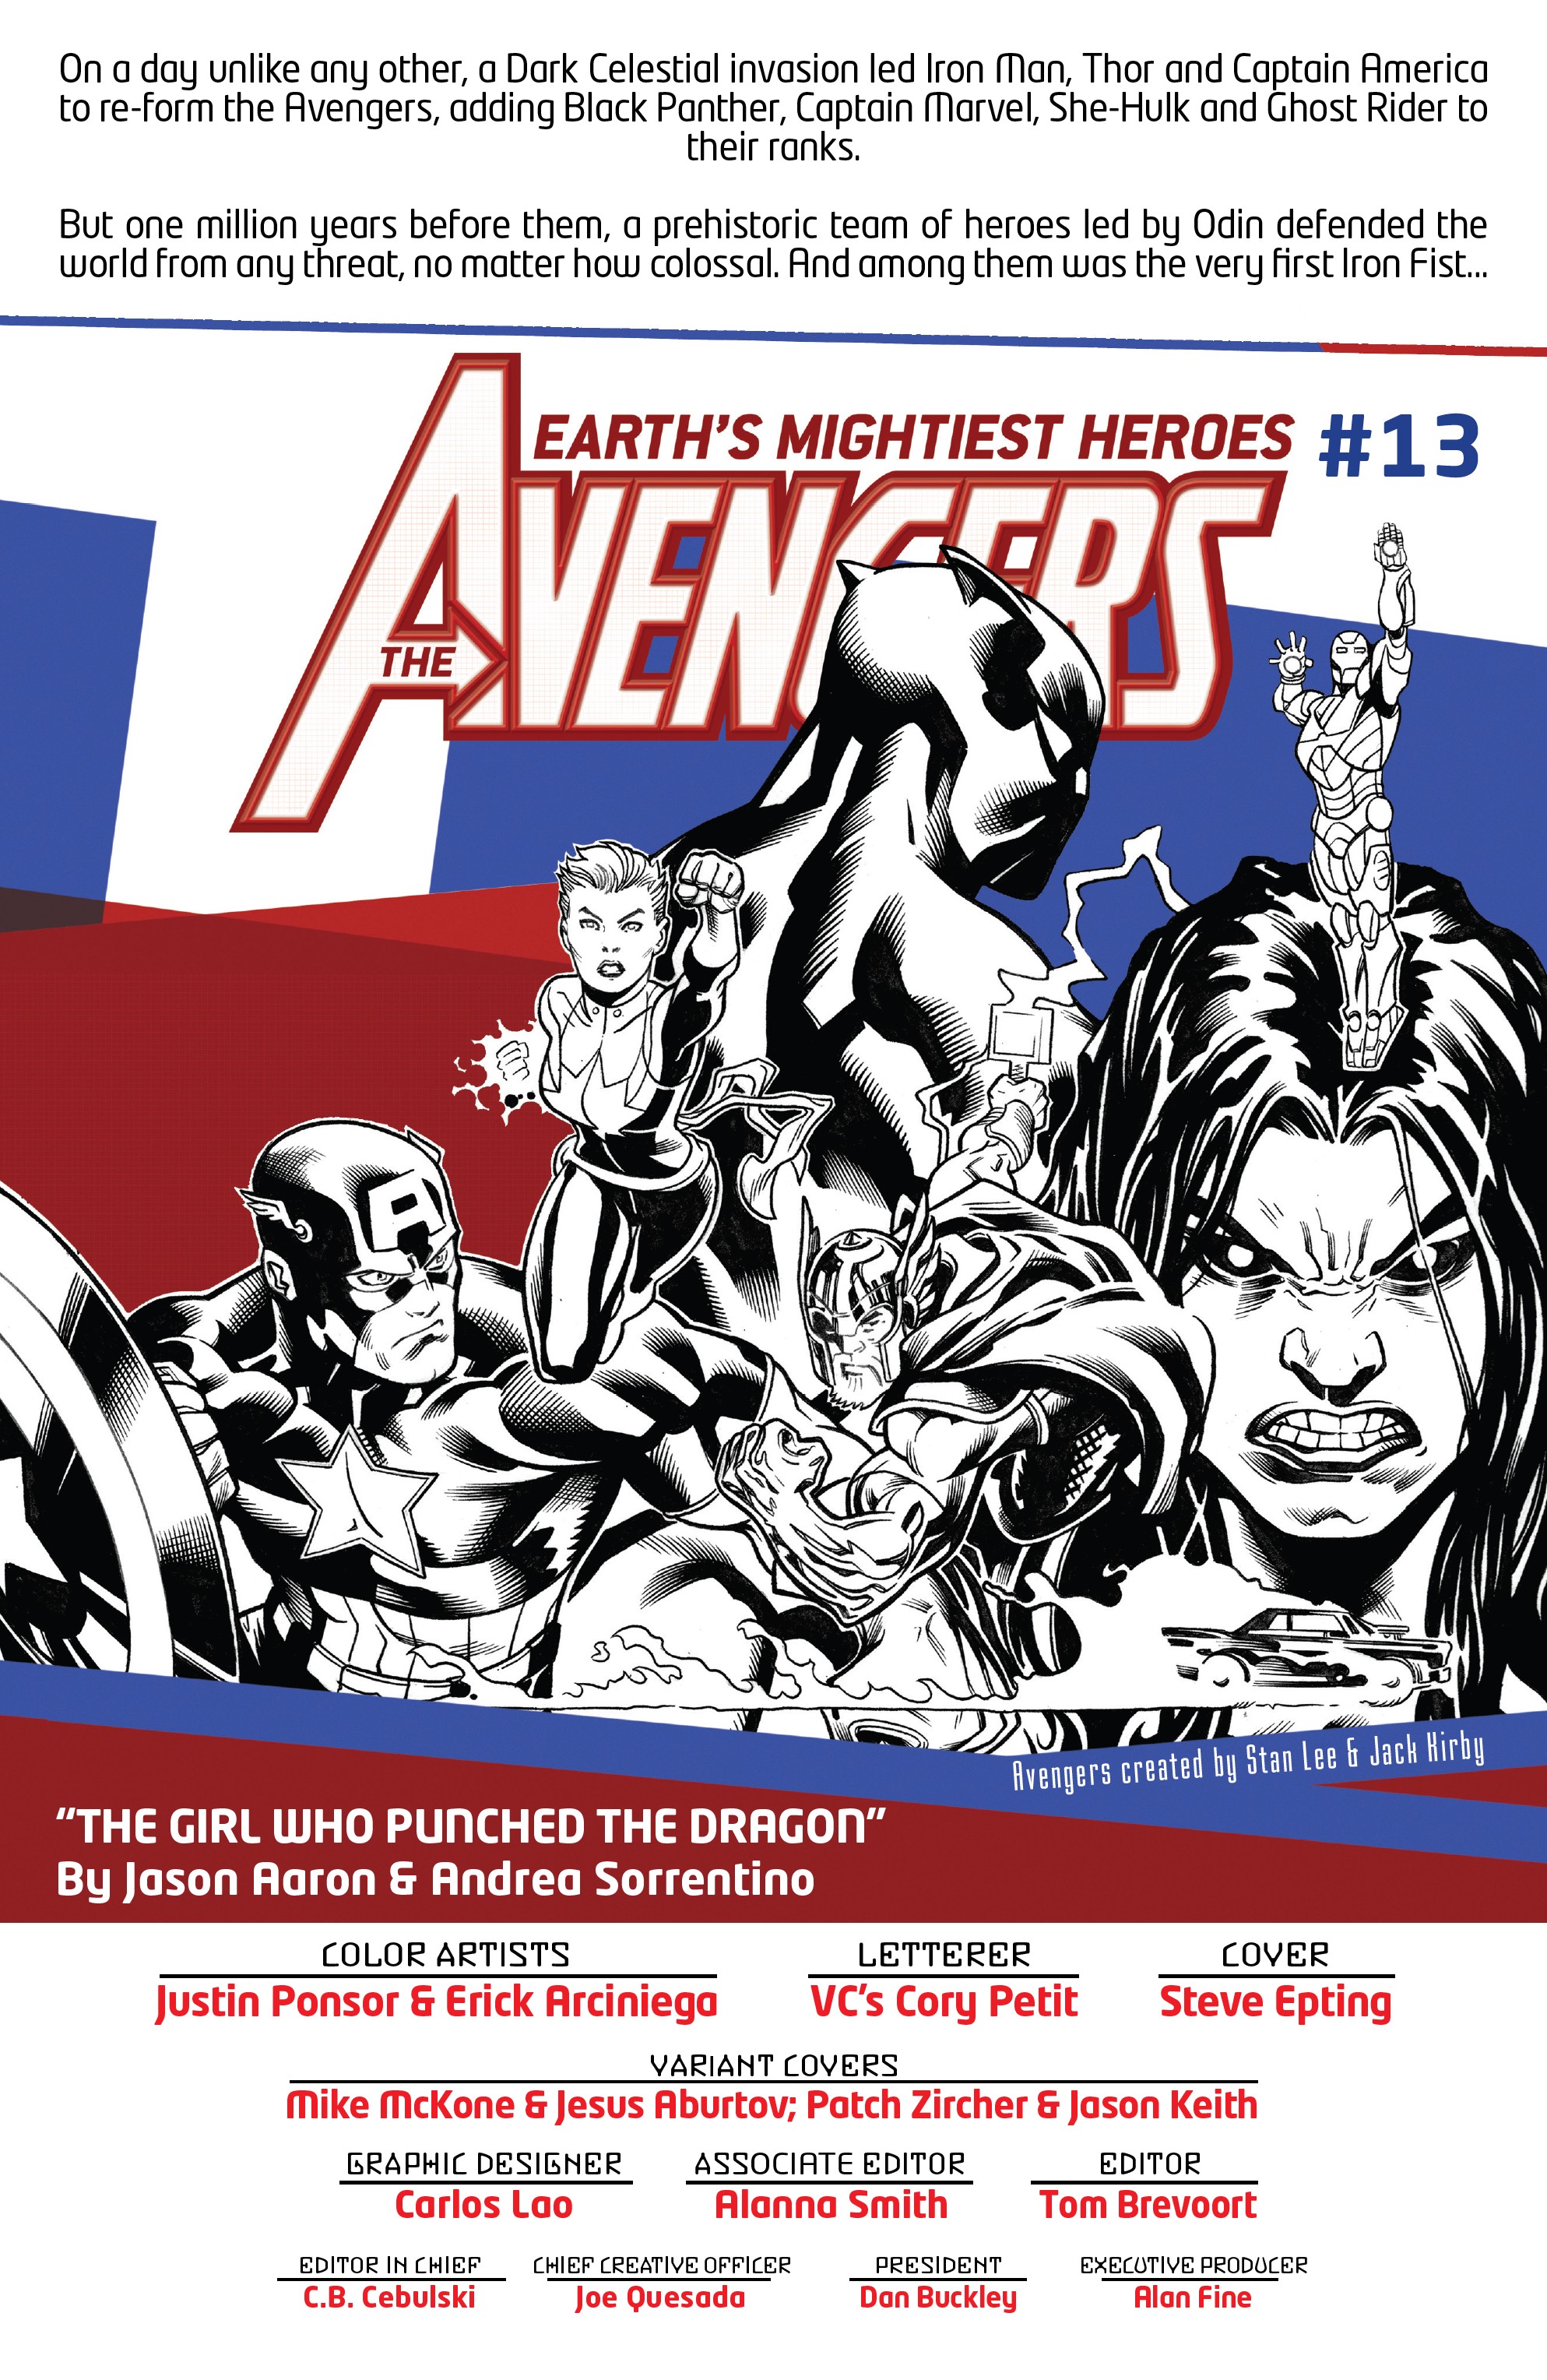 On a day unlike any other, a Dark Celestial invasion led Iron Man, Thor and Captain America
to re-form the Avengers, adding Black Panther, Captain Marvel, She-Hulk and Ghost Rider to
their ranks.
But one million years before them, a prehistoric team of heroes led by Odin defended the
world from any threat, no matter how colossal. And among them was the very first Iron Fist...
EARTH'S MIGHTIEST HEROES #13
THE AVENGERS
A
Avengers created by Stan Lee & Jack Kirby
“THE GIRL WHO PUNCHED THE DRAGON”
By Jason Aaron & Andrea Sorrentino
COLOR ARTISTS
Justin Ponsor & Erick Arciniega
LETTERER
VC's Cory Petit
COVER
Steve Epting
VARIANT COVERS
Mike McKone & Jesus Aburtov; Patch Zircher & Jason Keith
GRAPHIC DESIGNER
Carlos Lao
ASSOCIATE EDITOR
Alanna Smith
EDITOR
Tom Brevoort
EDITOR IN CHIEF
C.B. Cebulski
CHIEF CREATIVE OFFICER
Joe Quesada
PRESIDENT
Dan Buckley
EXECUTIVE PRODUCER
Alan Fine